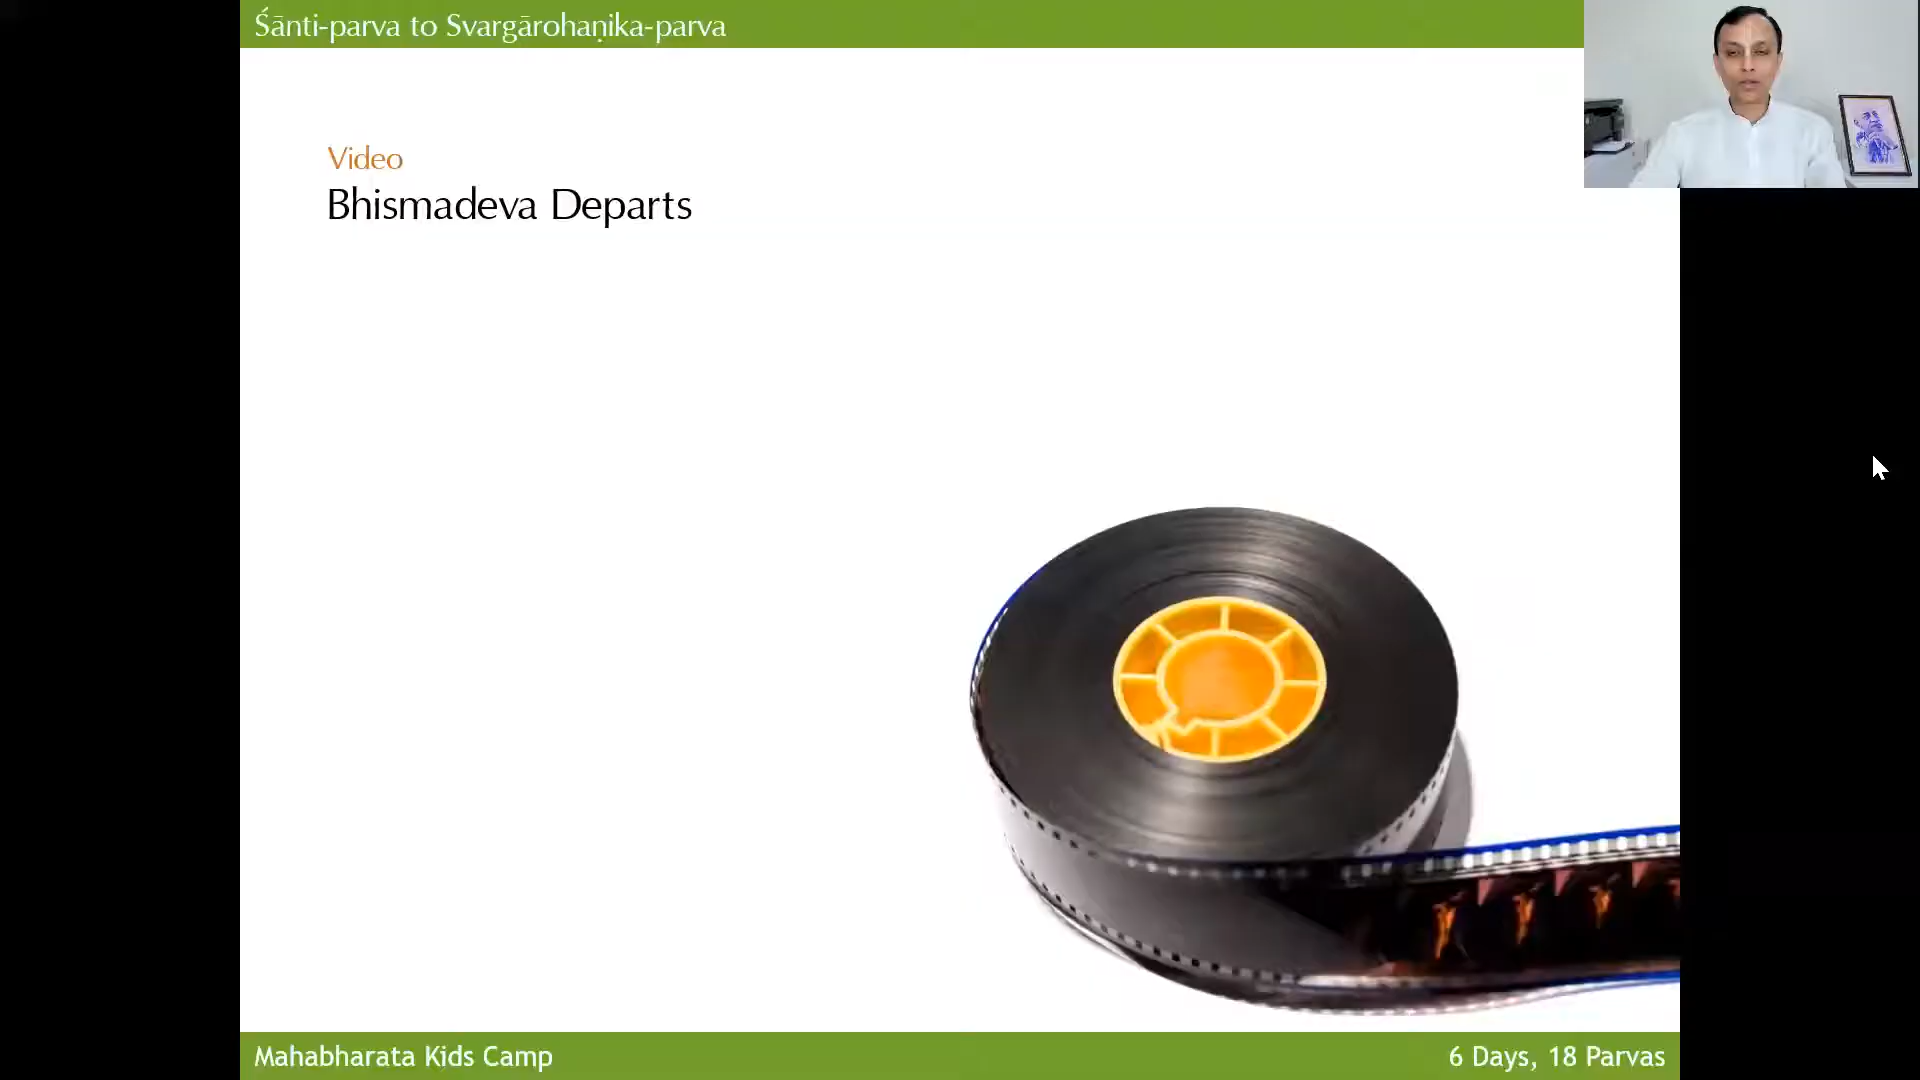 Śānti-parva to Svargārohaṇika-parva
Video
Bhismadeva Departs
Mahabharata Kids Camp
6 Days, 18 Parvas